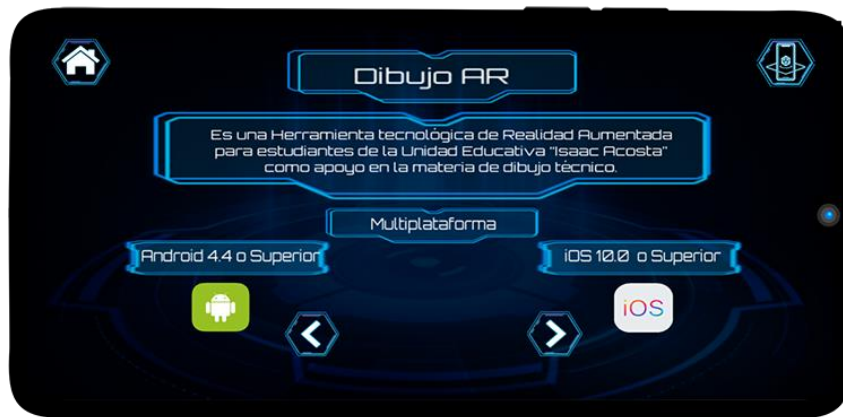 Dibujo AR
Es una Herramienta tecnológica de Realidad Aumentada
para estudiantes de la Unidad Educativa "Isaac Acosta"
como apoyo en la materia de dibujo técnico.
Multiplataforma
Android 4.4 o Superior
iOS 10.0 o Superior
iOS